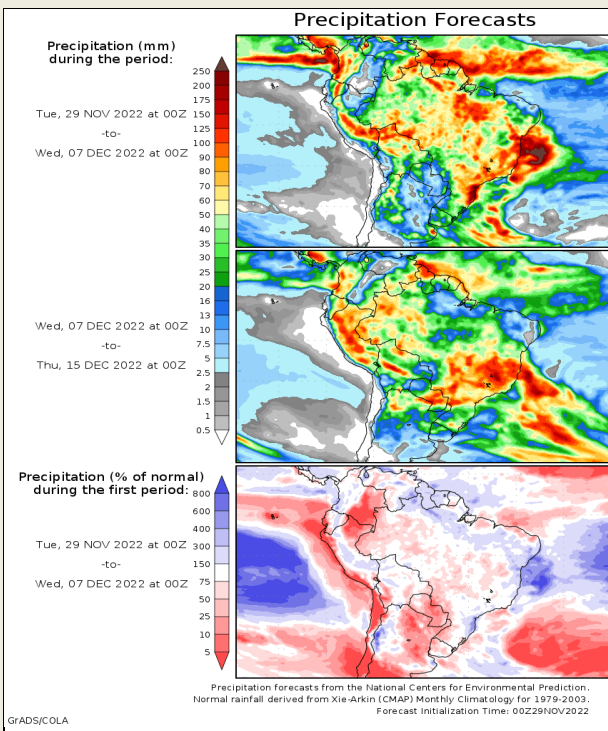 Precipitation Forecasts
Precipitation (mm)
during the period:
Tue, 29 NOV 2022 at 00Z
-to-
Wed, 07 DEC 2022 at 00Z
250
200
175
150
125
100
90
80
70
60
50
40
35
30
25
20
16
13
10
7.5
5
2.5
2
1.5
1
0.5
Wed, 07 DEC 2022 at 00Z
-to-
Thu, 15 DEC 2022 at 00Z
Precipitation (% of normal)
during the first period:
Tue, 29 NOV 2022 at 00Z
-to-
Wed, 07 DEC 2022 at 00Z
800
600
400
300
150
75
50
25
10
5
Precipitation forecasts from the National Centers for Environmental Prediction.
Normal rainfall derived from Xie-Arkin (CMAP) Monthly Climatology for 1979-2003.
Forecast Initialization Time: 00Z29NOV2022
GrADS/COLA